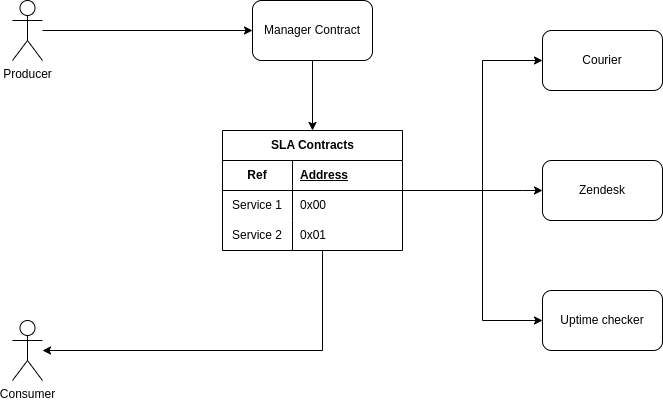 Manager Contract
Producer
Courier
SLA Contracts
Ref Address
Service 1 0x00
Service 2 0x01
Zendesk
Uptime checker
Consumer